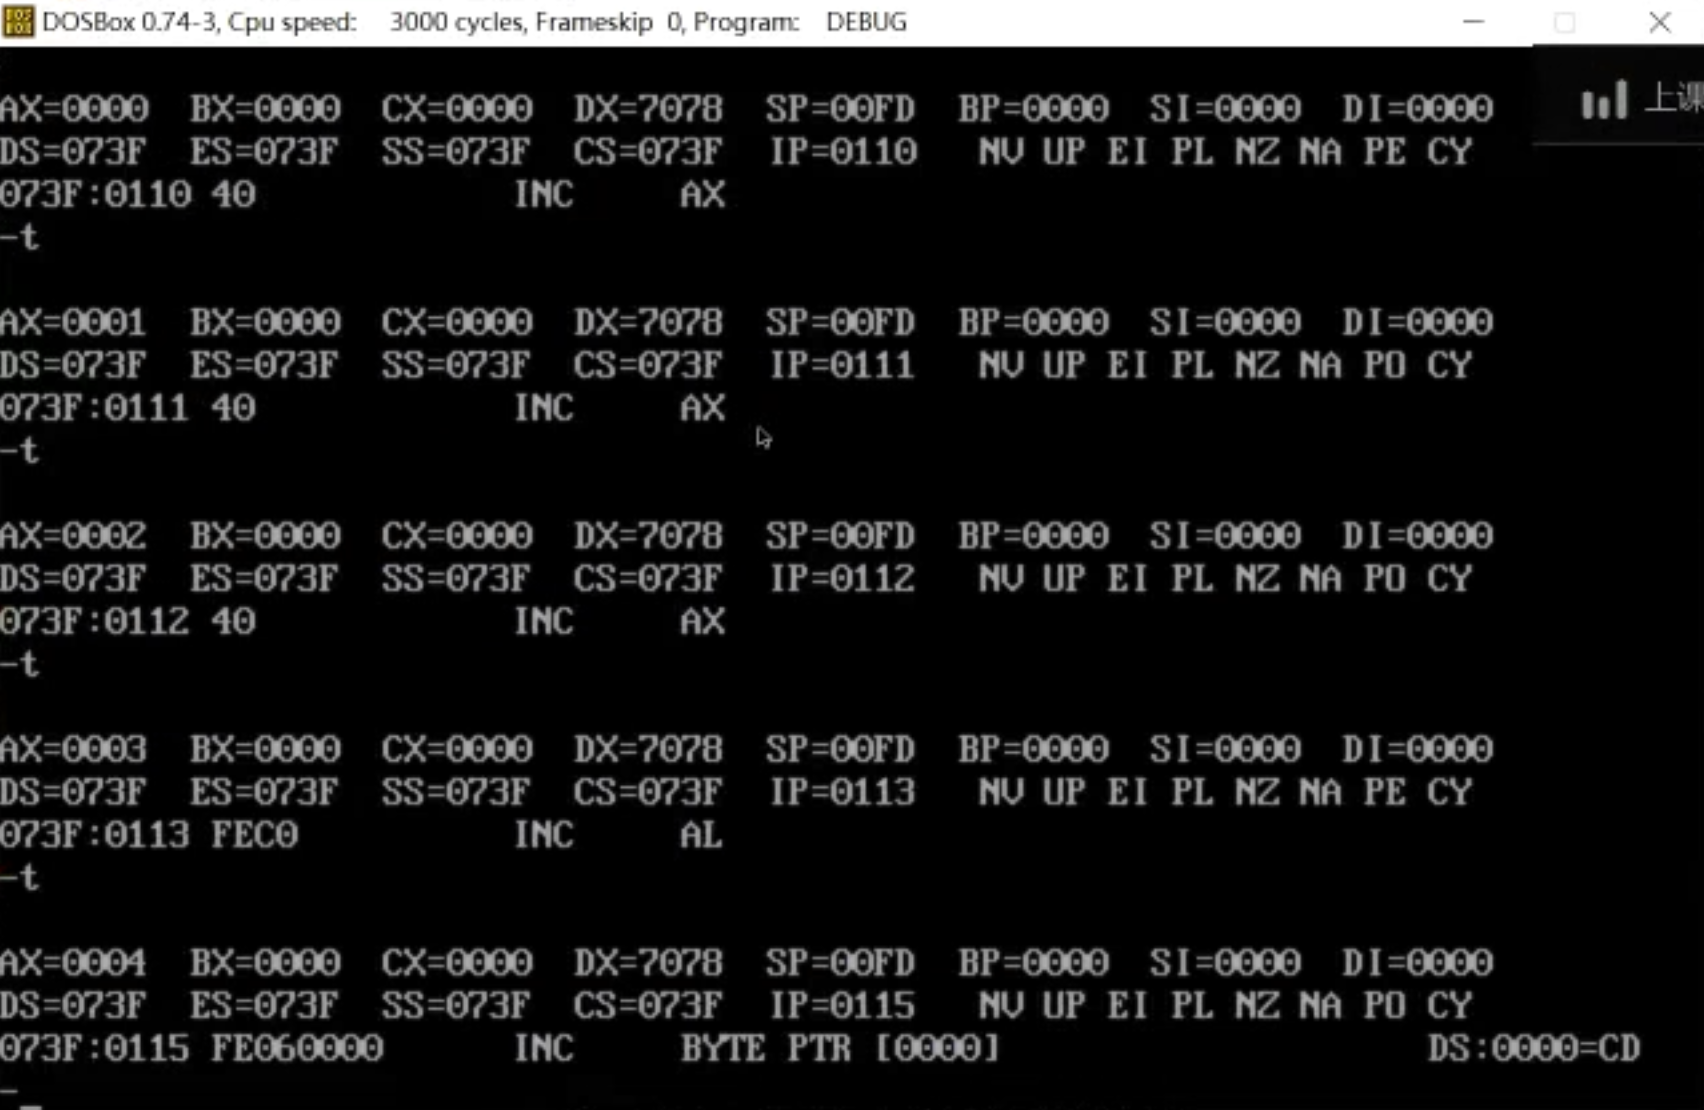 DOSBox 0.74-3, Cpu speed: 3000 cycles, Frameskip 0, Program: DEBUG
上课
AX=0000 BX=0000 CX=0000 DX=7078 SP=00FD BP=0000 SI=0000 DI=0000
DS=073F ES=073F SS=073F CS=073F IP=0110 NV UP EI PL NZ NA PE CY
073F:0110 40 INC AX
-t
AX=0001 BX=0000 CX=0000 DX=7078 SP=00FD BP=0000 SI=0000 DI=0000
DS=073F ES=073F SS=073F CS=073F IP=0111 NV UP EI PL NZ NA PO CY
073F:0111 40 INC AX
-t
AX=0002 BX=0000 CX=0000 DX=7078 SP=00FD BP=0000 SI=0000 DI=0000
DS=073F ES=073F SS=073F CS=073F IP=0112 NV UP EI PL NZ NA PO CY
073F:0112 40 INC AX
-t
AX=0003 BX=0000 CX=0000 DX=7078 SP=00FD BP=0000 SI=0000 DI=0000
DS=073F ES=073F SS=073F CS=073F IP=0113 NV UP EI PL NZ NA PE CY
073F:0113 FEC0 INC AL
-t
AX=0004 BX=0000 CX=0000 DX=7078 SP=00FD BP=0000 SI=0000 DI=0000
DS=073F ES=073F SS=073F CS=073F IP=0115 NV UP EI PL NZ NA PO CY
073F:0115 FE060000 INC BYTE PTR [0000] DS:0000=CD
-